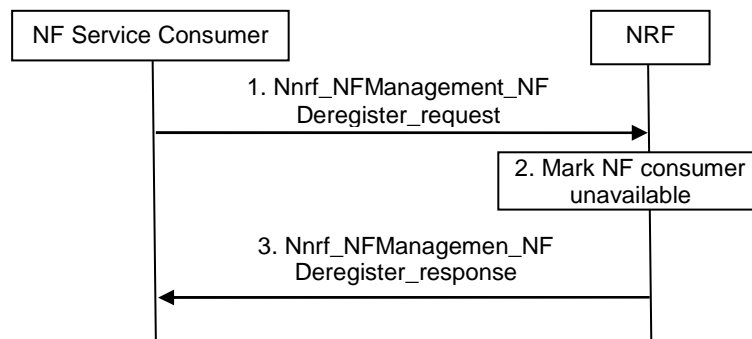 NF Service Consumer
NRF
1. Nnrf_NFManagement_NF
Deregister_request
2. Mark NF consumer
unavailable
3. Nnrf_NFManagemen_NF
Deregister_response